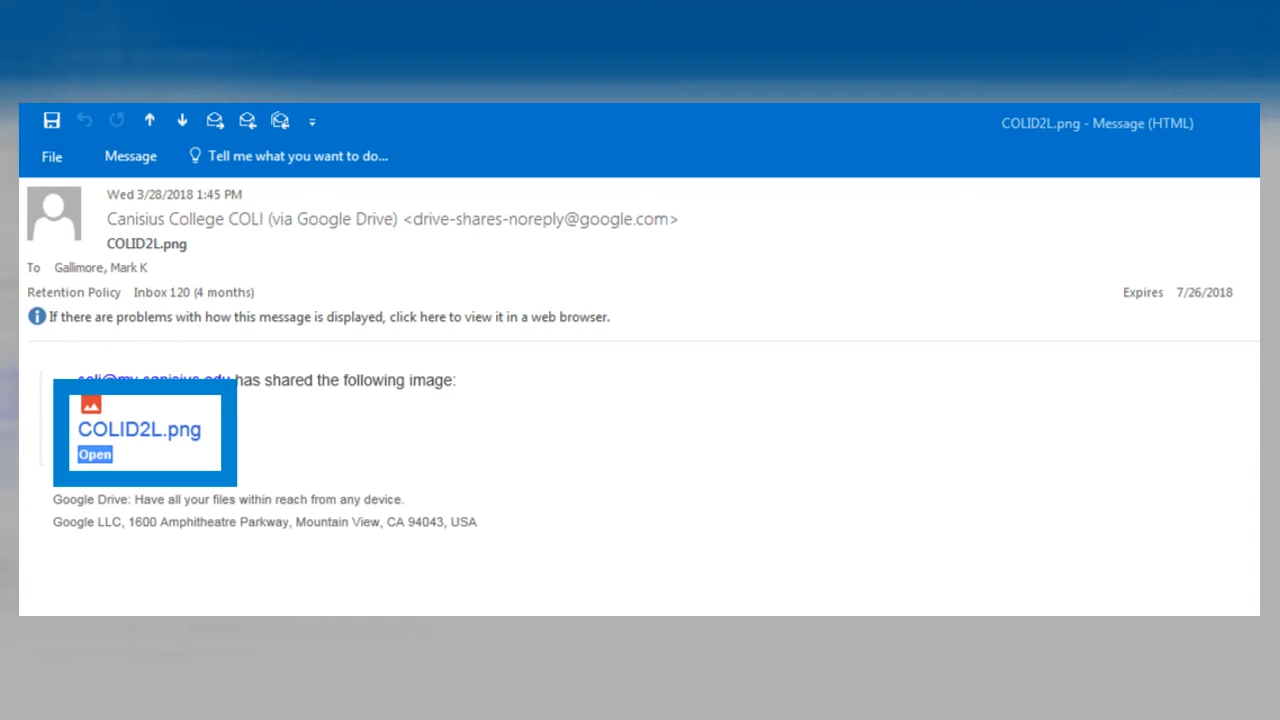 COLID2L.png - Message (HTML)
File Message Tell me what you want to do...
Wed 3/28/2018 1:45 PM
Canisius College COLI (via Google Drive) <drive-shares-noreply@google.com>
COLID2L.png
To Gallimore, Mark K
Retention Policy Inbox 120 (4 months) Expires 7/26/2018
If there are problems with how this message is displayed, click here to view it in a web browser.
coli@my.canisius.edu has shared the following image:
COLID2L.png
Open
Google Drive: Have all your files within reach from any device.
Google LLC, 1600 Amphitheatre Parkway, Mountain View, CA 94043, USA